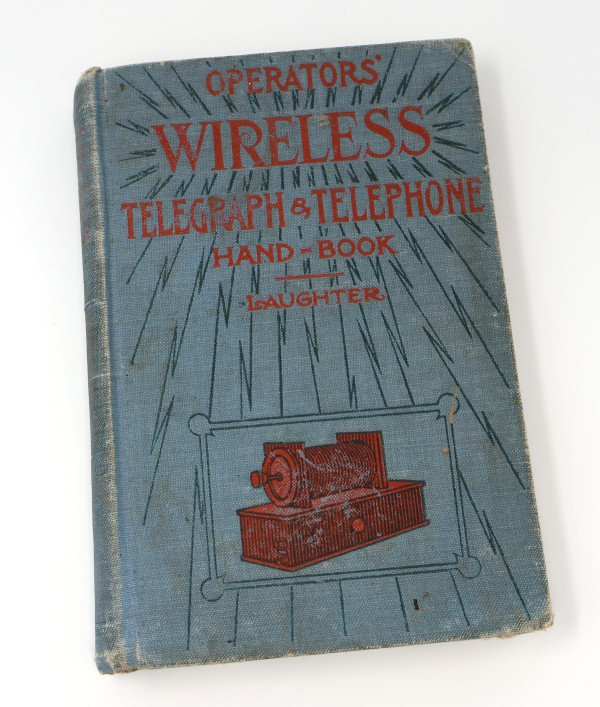 OPERATORS'
WIRELESS
TELEGRAPH & TELEPHONE
HAND-BOOK
LAUGHTER